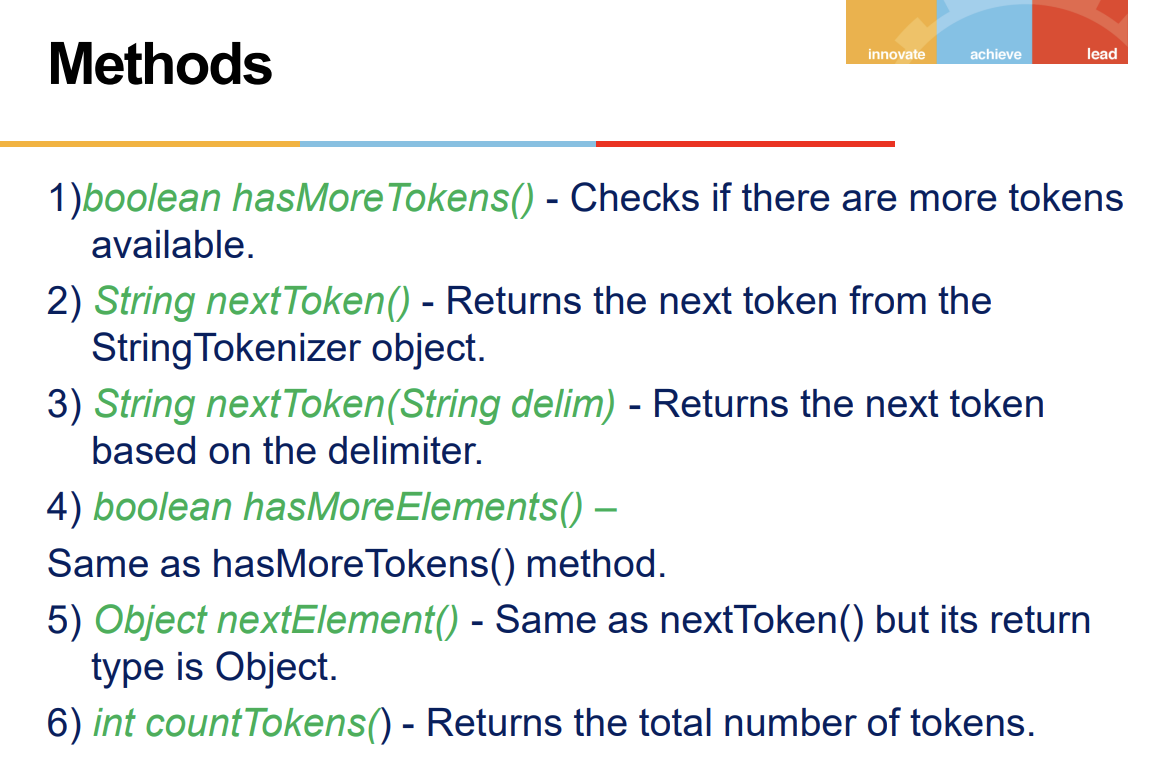 Methods
innovate achieve lead
1)boolean hasMoreTokens() - Checks if there are more tokens
available.
2) String nextToken() - Returns the next token from the
StringTokenizer object.
3) String nextToken(String delim) - Returns the next token
based on the delimiter.
4) boolean hasMoreElements() –
Same as hasMoreTokens() method.
5) Object nextElement() - Same as nextToken() but its return
type is Object.
6) int countTokens() - Returns the total number of tokens.